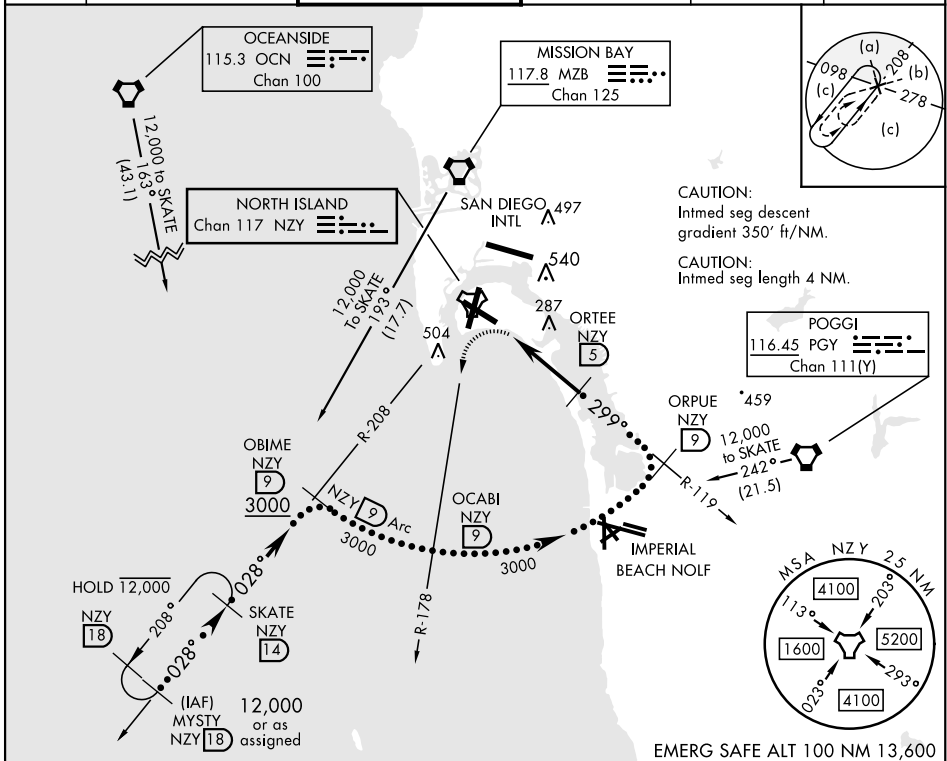 OCEANSIDE
115.3 OCN
Chan 100
MISSION BAY
117.8 MZB
Chan 125
(a)
208
(b)
098
(c)
278
(c)
12,000 to SKATE
163°
(43.1)
NORTH ISLAND
Chan 117 NZY
SAN DIEGO
INTL
497
540
287
504
CAUTION:
Intmed seg descent
gradient 350' ft/NM.
CAUTION:
Intmed seg length 4 NM.
12,000
To SKATE
193°
(17.7)
ORTEE
NZY
5
POGGI
116.45 PGY
Chan 111(Y)
299°
ORPUE
NZY
9
459
12,000
to SKATE
242°
(21.5)
R-208
R-119
OBIME
NZY
9
3000
NZY 9 Arc
3000
OCABI
NZY
9
3000
IMPERIAL
BEACH NOLF
R-178
HOLD 12,000
208°
028°
028°
NZY
18
SKATE
NZY
14
(IAF)
MYSTY
NZY 18
12,000
or as
assigned
MSA NZY 25 NM
4100
113°
203°
1600
5200
023°
293°
4100
EMERG SAFE ALT 100 NM 13,600